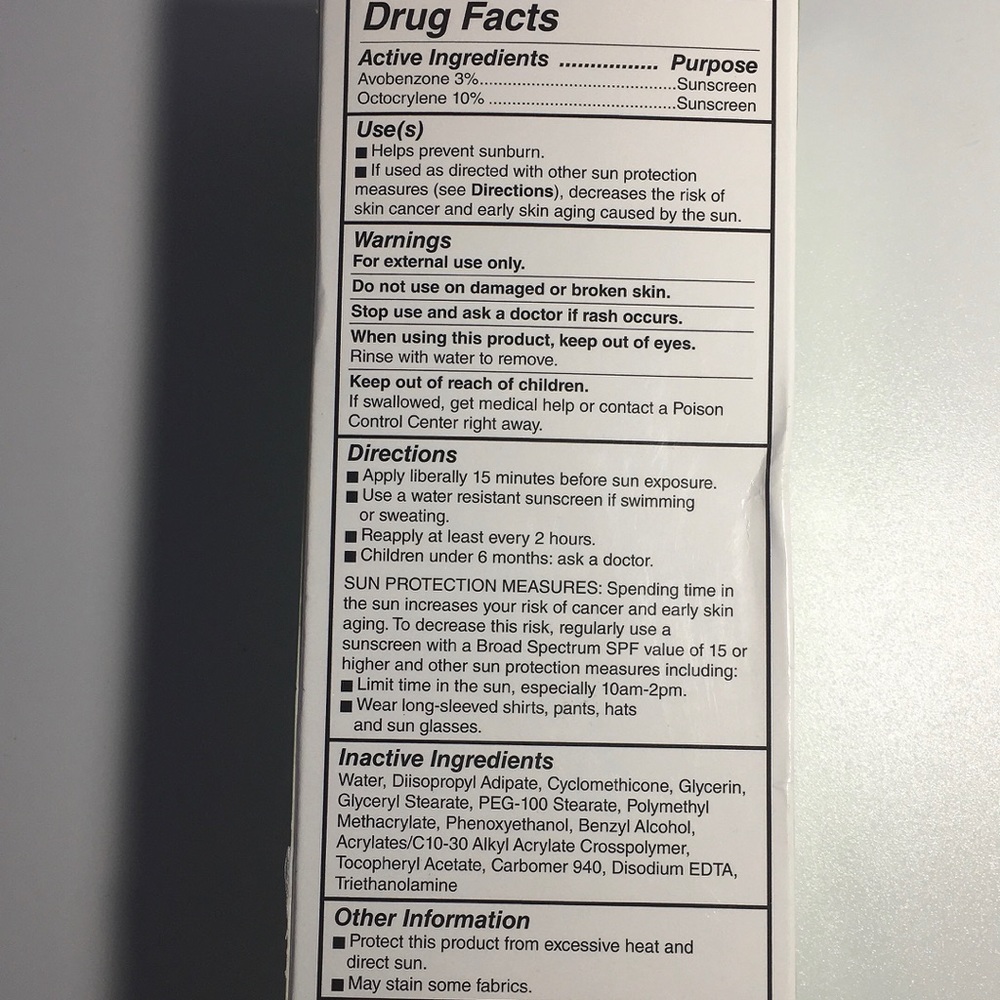 Drug Facts
Active Ingredients ................ Purpose
Avobenzone 3%..........................................Sunscreen
Octocrylene 10% ........................................Sunscreen
Use(s)
■ Helps prevent sunburn.
■ If used as directed with other sun protection
measures (see Directions), decreases the risk of
skin cancer and early skin aging caused by the sun.
Warnings
For external use only.
Do not use on damaged or broken skin.
Stop use and ask a doctor if rash occurs.
When using this product, keep out of eyes.
Rinse with water to remove.
Keep out of reach of children.
If swallowed, get medical help or contact a Poison
Control Center right away.
Directions
■ Apply liberally 15 minutes before sun exposure.
■ Use a water resistant sunscreen if swimming
or sweating.
■ Reapply at least every 2 hours.
■ Children under 6 months: ask a doctor.
SUN PROTECTION MEASURES: Spending time in
the sun increases your risk of cancer and early skin
aging. To decrease this risk, regularly use a
sunscreen with a Broad Spectrum SPF value of 15 or
higher and other sun protection measures including:
■ Limit time in the sun, especially 10am-2pm.
■ Wear long-sleeved shirts, pants, hats
and sun glasses.
Inactive Ingredients
Water, Diisopropyl Adipate, Cyclomethicone, Glycerin,
Glyceryl Stearate, PEG-100 Stearate, Polymethyl
Methacrylate, Phenoxyethanol, Benzyl Alcohol,
Acrylates/C10-30 Alkyl Acrylate Crosspolymer,
Tocopheryl Acetate, Carbomer 940, Disodium EDTA,
Triethanolamine
Other Information
■ Protect this product from excessive heat and
direct sun.
■ May stain some fabrics.